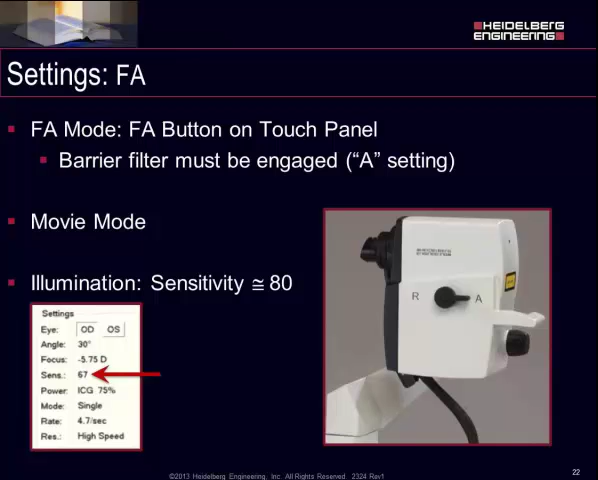 HEIDELBERG
ENGINEERING
Settings: FA
FA Mode: FA Button on Touch Panel
Barrier filter must be engaged (“A” setting)
Movie Mode
Illumination: Sensitivity ≅ 80
Settings
Eye: OD OS
Angle: 30°
Focus: -5.75 D
Sens.: 67
Power: ICG 75%
Mode: Single
Rate: 4.7/sec
Res.: High Speed
R A
©2013 Heidelberg Engineering, Inc. All Rights Reserved. 2324 Rev1
22